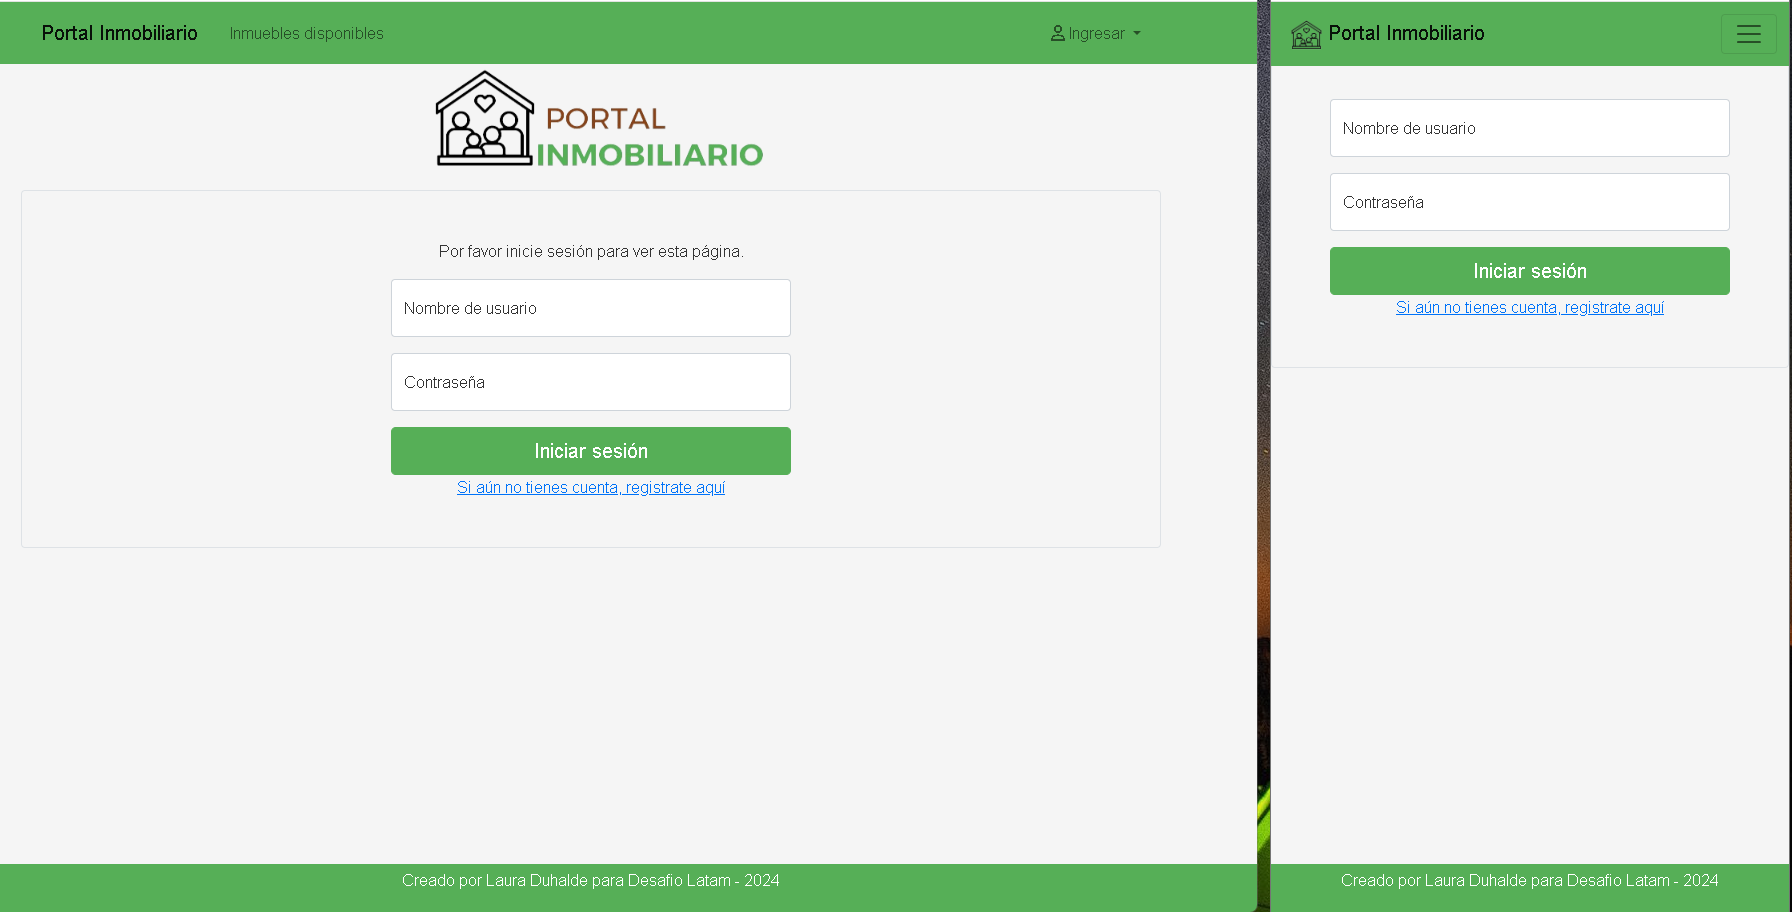 Portal Inmobiliario
Inmuebles disponibles
Ingresar
PORTAL
INMOBILIARIO
Por favor inicie sesión para ver esta página.
Nombre de usuario
Contraseña
Iniciar sesión
Si aún no tienes cuenta, registrate aquí
Creado por Laura Duhalde para Desafio Latam - 2024
Portal Inmobiliario
Nombre de usuario
Contraseña
Iniciar sesión
Si aún no tienes cuenta, registrate aquí
Creado por Laura Duhalde para Desafio Latam - 2024